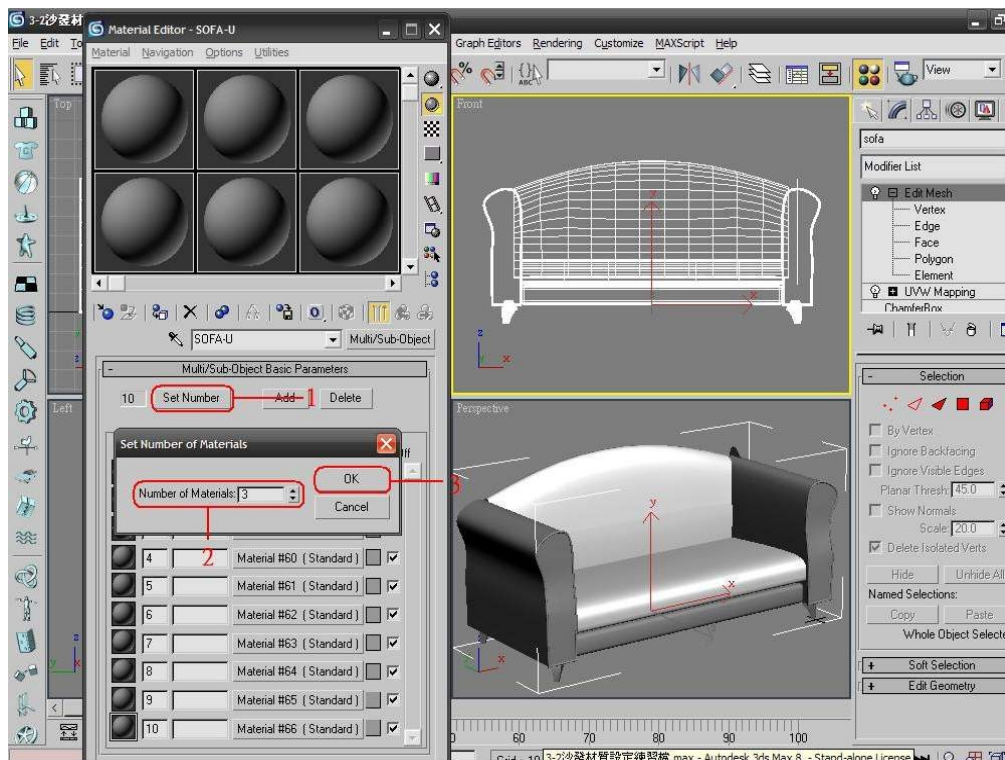 3-2沙發材
Material Editor - SOFA-U
File Edit To
Material Navigation Options Utilities
Graph Editors Rendering Customize MAXScript Help
View
Top
Front
sofa
Modifier List
Edit Mesh
Vertex
Edge
Face
Polygon
Element
UVW Mapping
ChamferBox
SOFA-U
Multi/Sub-Object
Multi/Sub-Object Basic Parameters
10 Set Number Add 1 Delete
Set Number of Materials
Number of Materials: 3
OK
Cancel
2
3
4 Material #60 ( Standard )
5 Material #61 ( Standard )
6 Material #62 ( Standard )
7 Material #63 ( Standard )
8 Material #64 ( Standard )
9 Material #65 ( Standard )
10 Material #66 ( Standard )
Left
Perspective
y
x
z
Selection
By Vertex
Ignore Backfacing
Ignore Visible Edges
Planar Thresh: 45.0
Show Normals
Scale: 20.0
Delete Isolated Verts
Hide Unhide All
Named Selections:
Copy Paste
Whole Object Selecte
Soft Selection
Edit Geometry
60 70 80 90 100
3-2沙發材質設定練習檔.max - Autodesk 3ds Max 8 - Stand-alone License